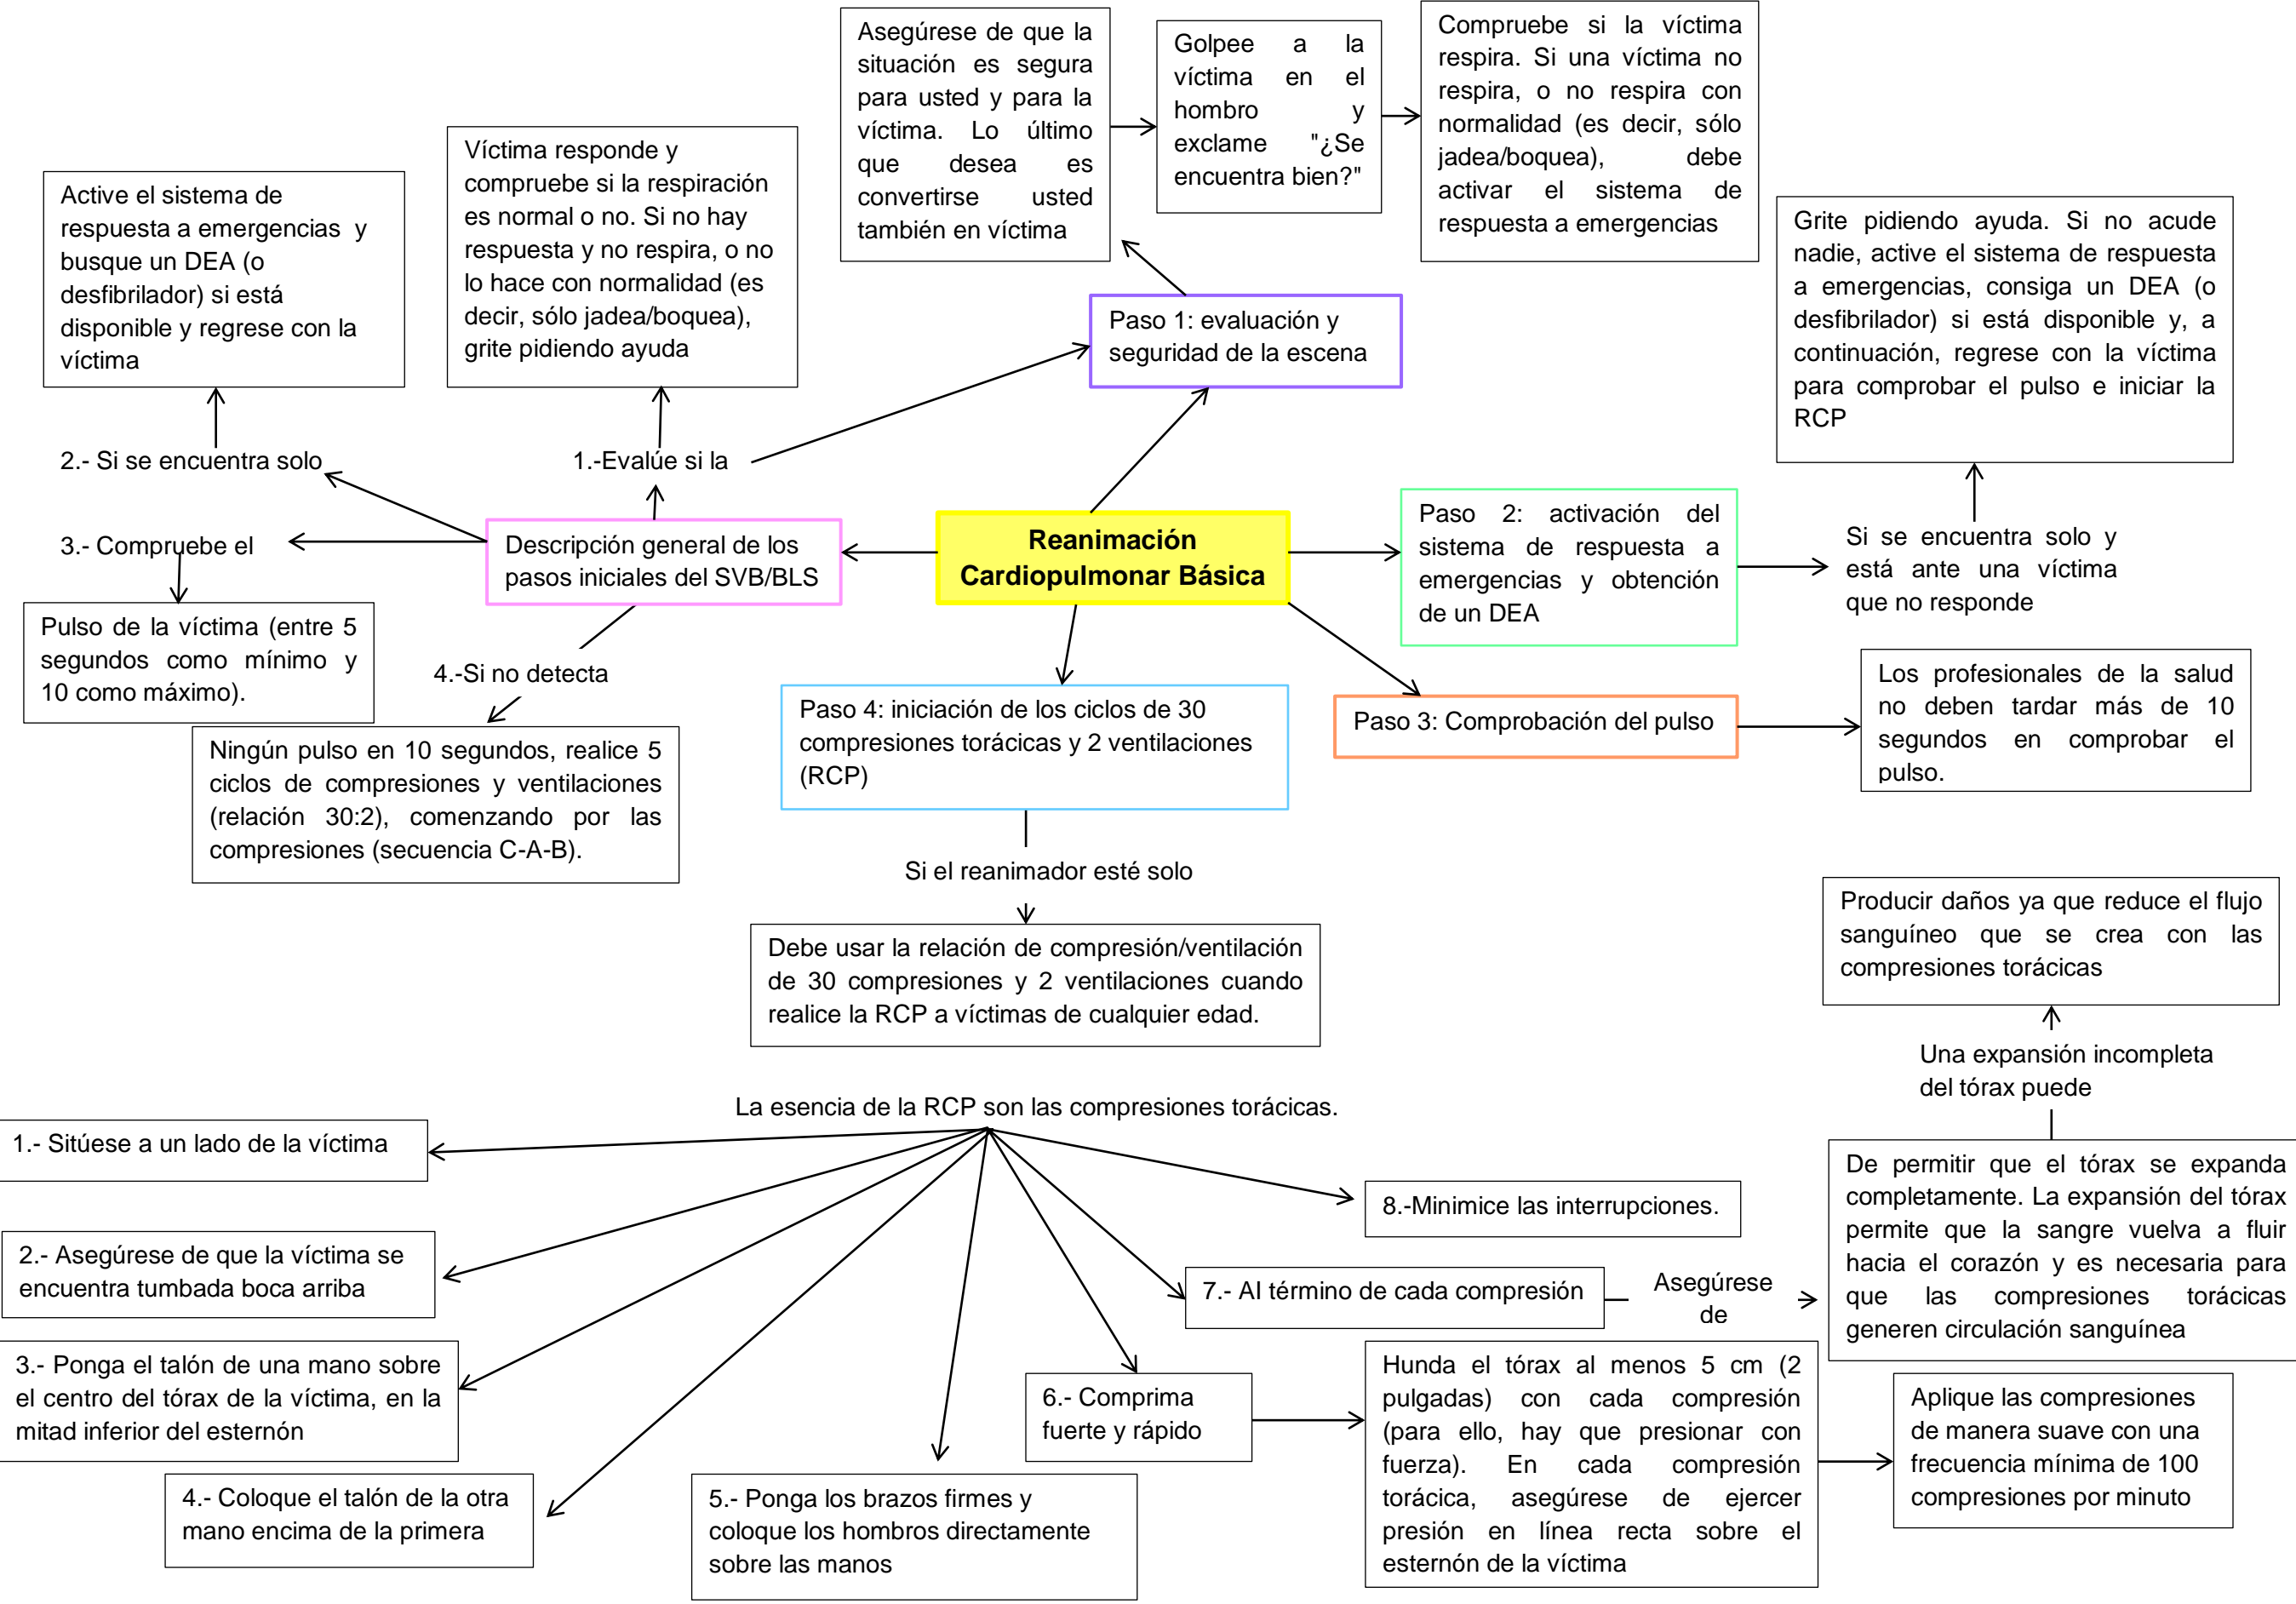 Asegúrese de que la
situación es segura
para usted y para la
víctima. Lo último
que desea es
convertirse usted
también en víctima
Golpee a la
víctima en el
hombro y
exclame "¿Se
encuentra bien?"
Compruebe si la víctima
respira. Si una víctima no
respira, o no respira con
normalidad (es decir, sólo
jadea/boquea), debe
activar el sistema de
respuesta a emergencias
Víctima responde y
compruebe si la respiración
es normal o no. Si no hay
respuesta y no respira, o no
lo hace con normalidad (es
decir, sólo jadea/boquea),
grite pidiendo ayuda
Active el sistema de
respuesta a emergencias y
busque un DEA (o
desfibrilador) si está
disponible y regrese con la
víctima
Grite pidiendo ayuda. Si no acude
nadie, active el sistema de respuesta
a emergencias, consiga un DEA (o
desfibrilador) si está disponible y, a
continuación, regrese con la víctima
para comprobar el pulso e iniciar la
RCP
Paso 1: evaluación y
seguridad de la escena
2.- Si se encuentra solo
1.-Evalúe si la
3.- Compruebe el
Descripción general de los
pasos iniciales del SVB/BLS
Reanimación
Cardiopulmonar Básica
Paso 2: activación del
sistema de respuesta a
emergencias y obtención
de un DEA
Si se encuentra solo y
está ante una víctima
que no responde
Pulso de la víctima (entre 5
segundos como mínimo y
10 como máximo).
4.-Si no detecta
Ningún pulso en 10 segundos, realice 5
ciclos de compresiones y ventilaciones
(relación 30:2), comenzando por las
compresiones (secuencia C-A-B).
Paso 4: iniciación de los ciclos de 30
compresiones torácicas y 2 ventilaciones
(RCP)
Paso 3: Comprobación del pulso
Los profesionales de la salud
no deben tardar más de 10
segundos en comprobar el
pulso.
Si el reanimador esté solo
Debe usar la relación de compresión/ventilación
de 30 compresiones y 2 ventilaciones cuando
realice la RCP a víctimas de cualquier edad.
Producir daños ya que reduce el flujo
sanguíneo que se crea con las
compresiones torácicas
Una expansión incompleta
del tórax puede
La esencia de la RCP son las compresiones torácicas.
1.- Sitúese a un lado de la víctima
2.- Asegúrese de que la víctima se
encuentra tumbada boca arriba
3.- Ponga el talón de una mano sobre
el centro del tórax de la víctima, en la
mitad inferior del esternón
4.- Coloque el talón de la otra
mano encima de la primera
5.- Ponga los brazos firmes y
coloque los hombros directamente
sobre las manos
6.- Comprima
fuerte y rápido
Hunda el tórax al menos 5 cm (2
pulgadas) con cada compresión
(para ello, hay que presionar con
fuerza). En cada compresión
torácica, asegúrese de ejercer
presión en línea recta sobre el
esternón de la víctima
Aplique las compresiones
de manera suave con una
frecuencia mínima de 100
compresiones por minuto
7.- Al término de cada compresión
Asegúrese
de
De permitir que el tórax se expanda
completamente. La expansión del tórax
permite que la sangre vuelva a fluir
hacia el corazón y es necesaria para
que las compresiones torácicas
generen circulación sanguínea
8.-Minimice las interrupciones.